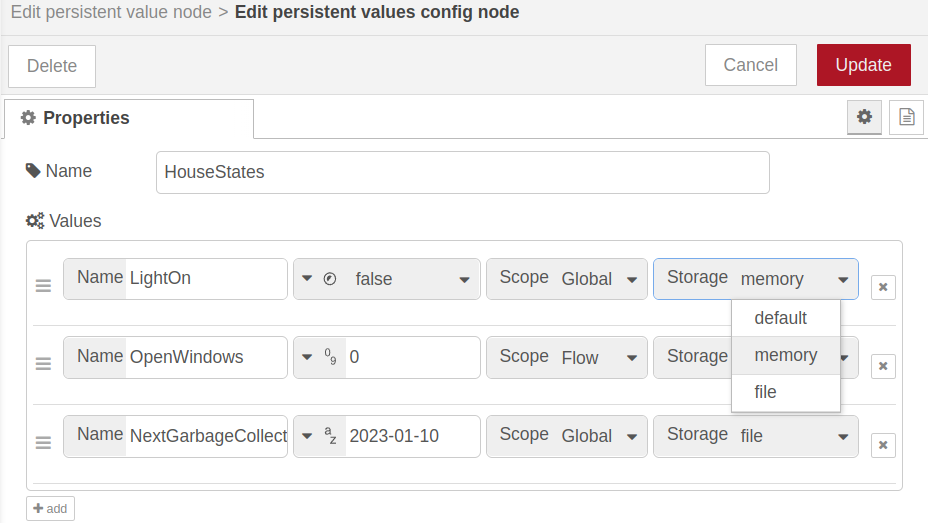 Edit persistent value node > Edit persistent values config node
Delete
Cancel
Update
Properties
Name HouseStates
Values
Name LightOn false Scope Global Storage memory
default
Name OpenWindows 0 9 0 Scope Flow Storage memory
file
Name NextGarbageCollect a z 2023-01-10 Scope Global Storage file
add